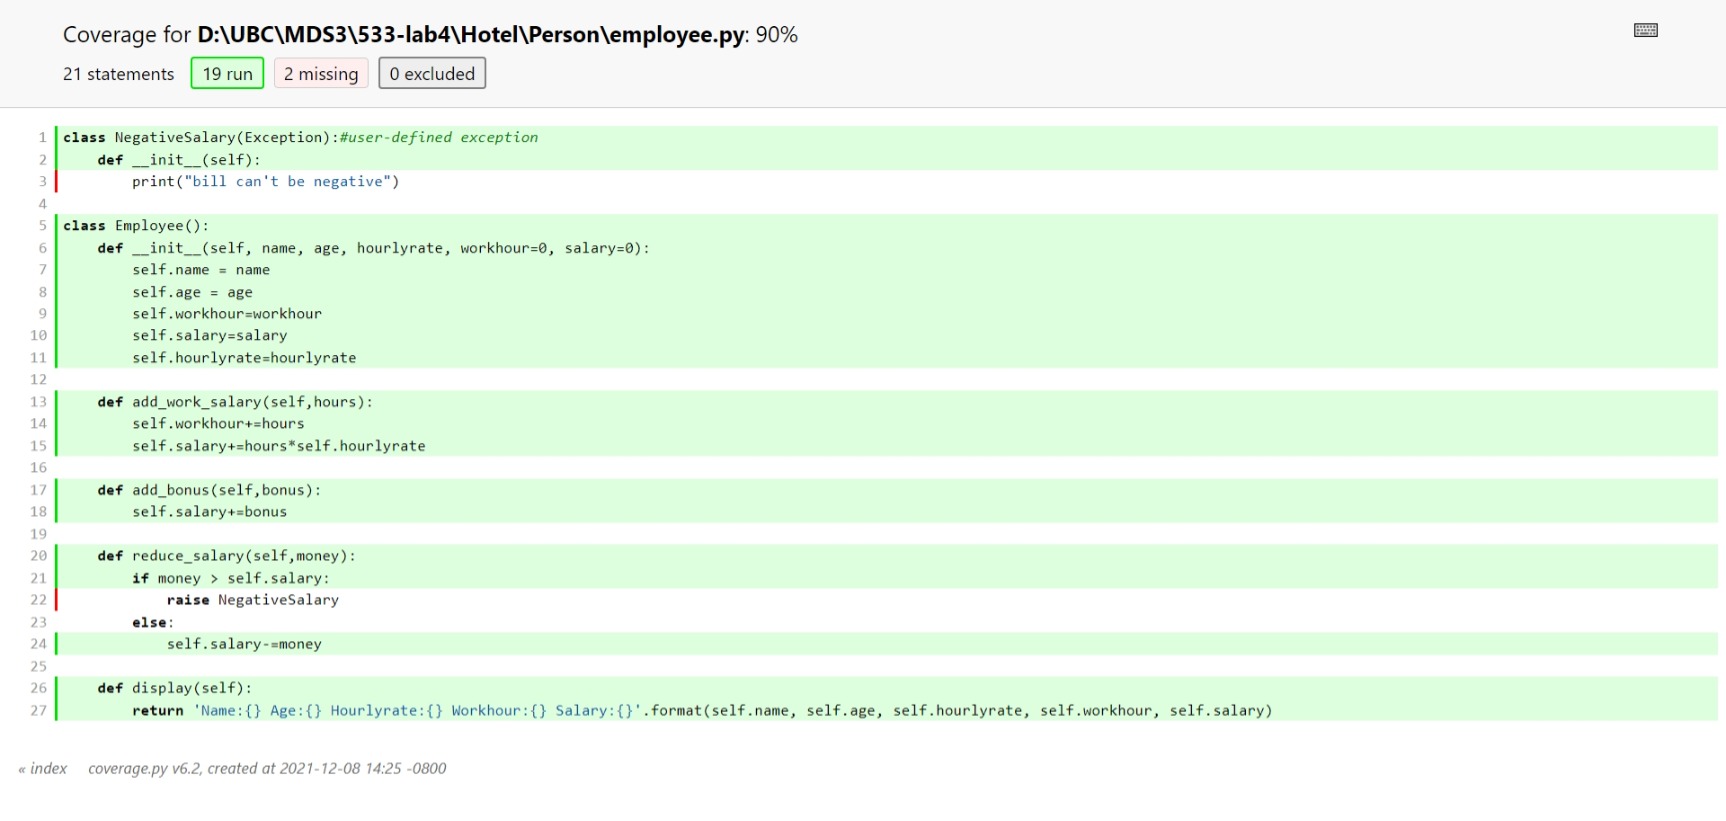 Coverage for D:\UBC\MDS3\533-lab4\Hotel\Person\employee.py: 90%
21 statements 19 run 2 missing 0 excluded
1 class NegativeSalary(Exception):#user-defined exception
2     def __init__(self):
3         print("bill can't be negative")
4
5 class Employee():
6     def __init__(self, name, age, hourlyrate, workhour=0, salary=0):
7         self.name = name
8         self.age = age
9         self.workhour=workhour
10         self.salary=salary
11         self.hourlyrate=hourlyrate
12
13     def add_work_salary(self,hours):
14         self.workhour+=hours
15         self.salary+=hours*self.hourlyrate
16
17     def add_bonus(self,bonus):
18         self.salary+=bonus
19
20     def reduce_salary(self,money):
21         if money > self.salary:
22             raise NegativeSalary
23         else:
24             self.salary-=money
25
26     def display(self):
27         return 'Name:{} Age:{} Hourlyrate:{} Workhour:{} Salary:{}'.format(self.name, self.age, self.hourlyrate, self.workhour, self.salary)
« index coverage.py v6.2, created at 2021-12-08 14:25 -0800